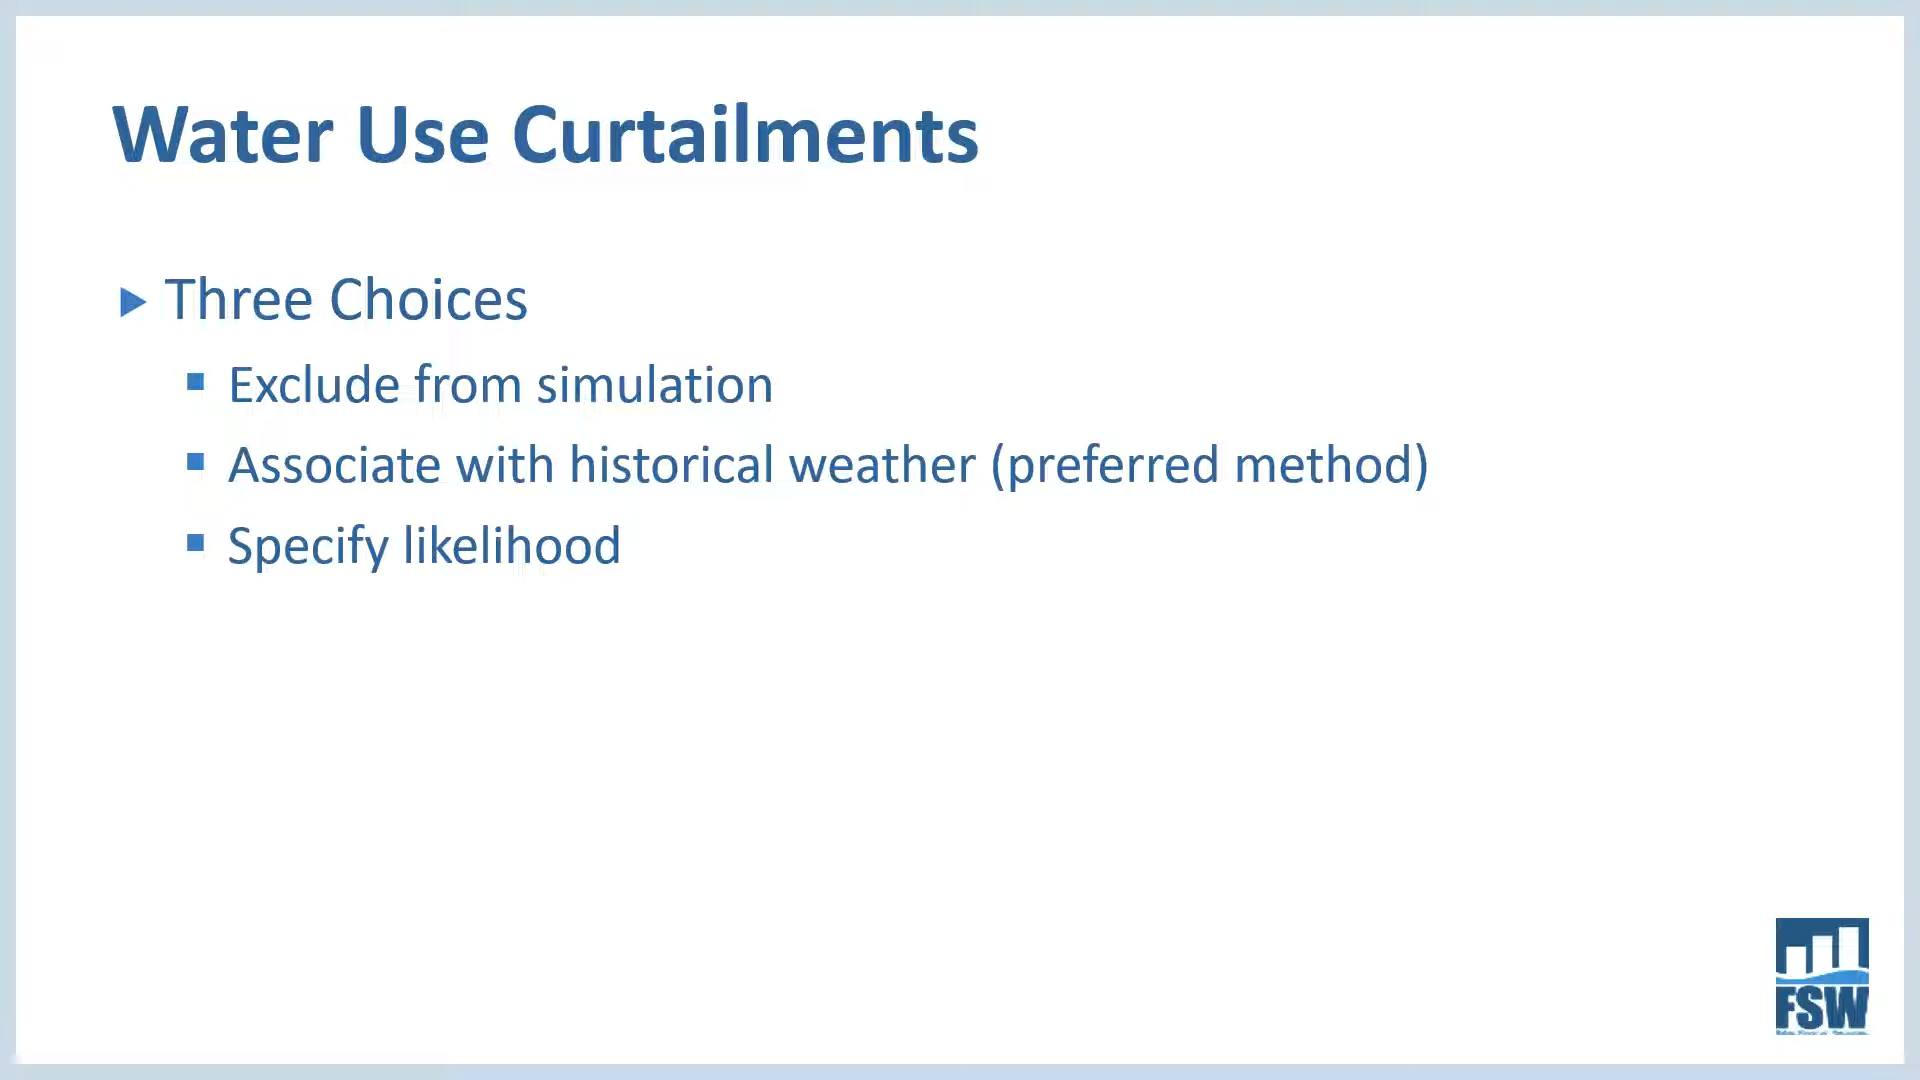 Water Use Curtailments
Three Choices
Exclude from simulation
Associate with historical weather (preferred method)
Specify likelihood
FSW